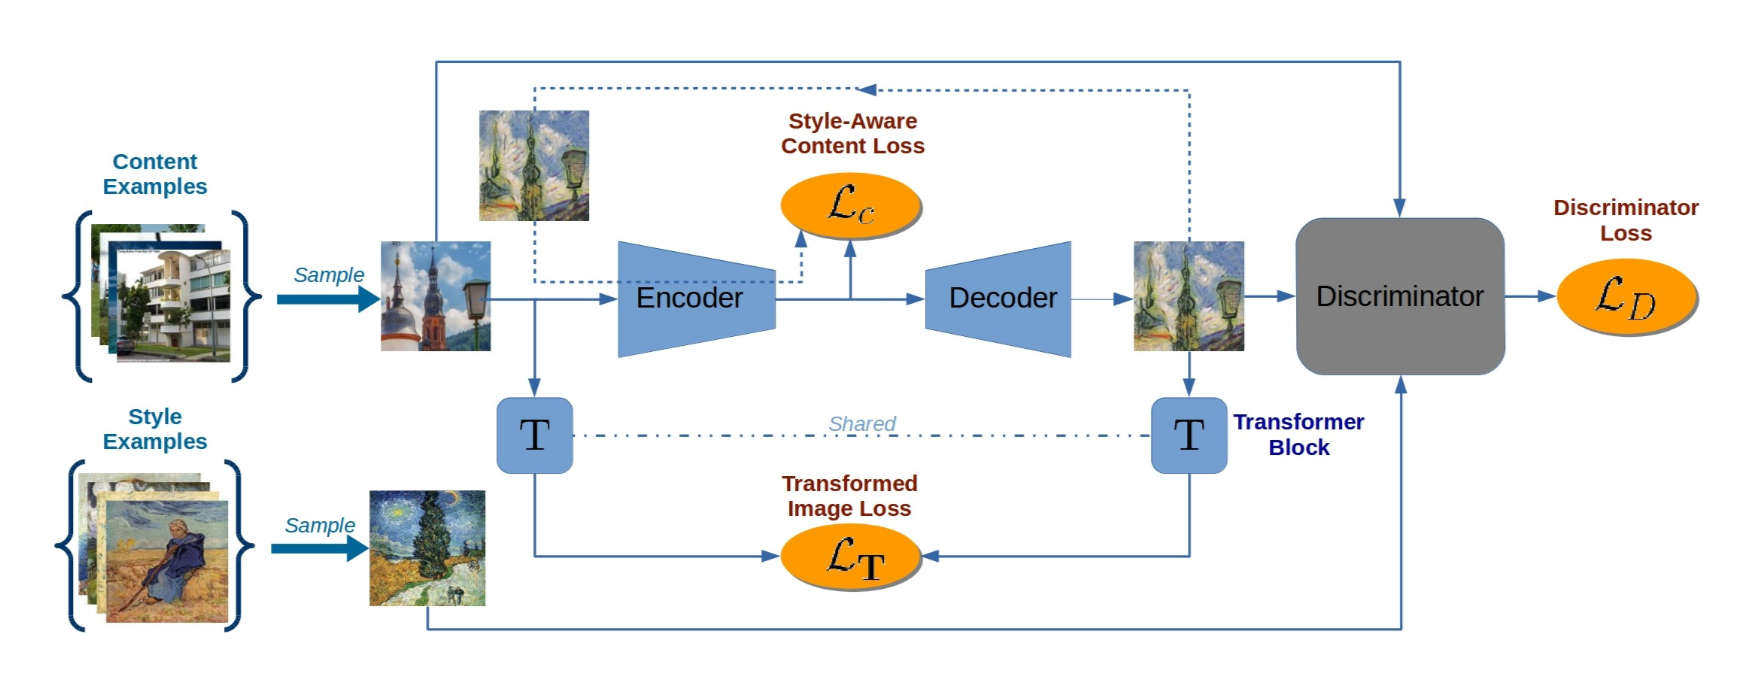 Content
Examples
Sample
Style-Aware
Content Loss
ℒc
Encoder
Decoder
Discriminator
Discriminator
Loss
ℒD
Style
Examples
Sample
T
Shared
T
Transformer
Block
Transformed
Image Loss
ℒT